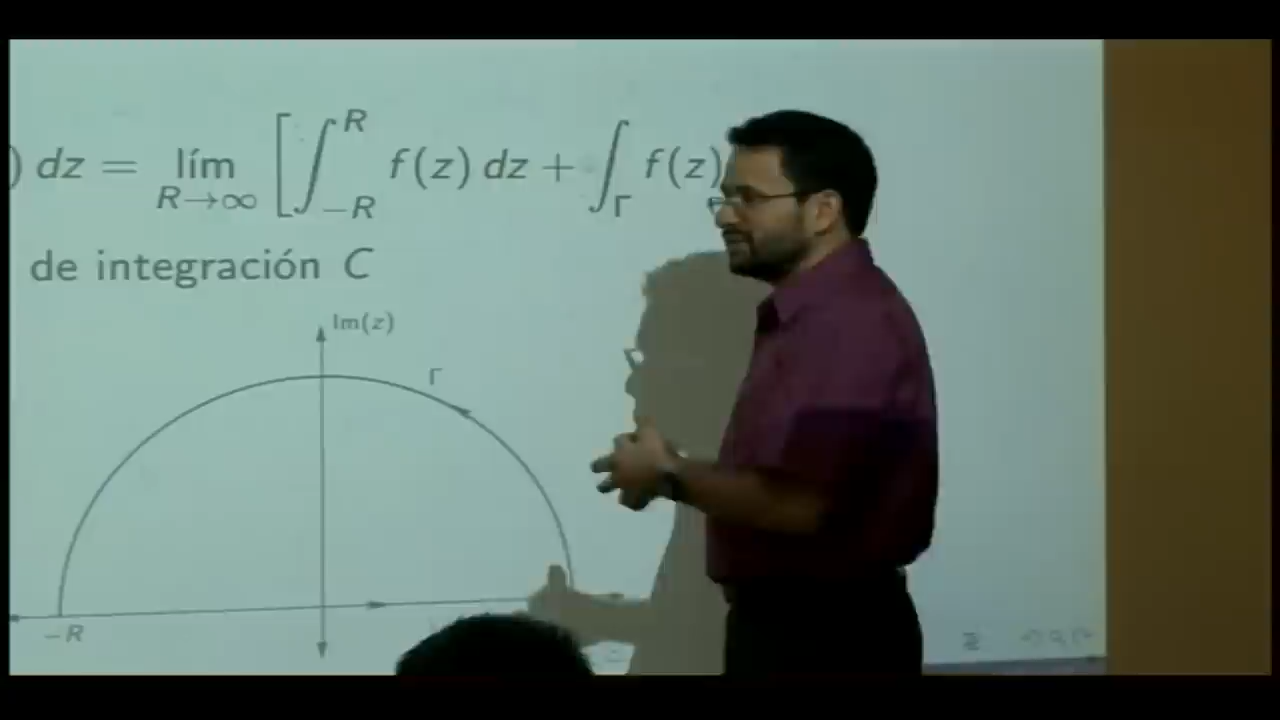 ) dz = lím R→∞ [∫_{-R}^{R} f(z) dz + ∫_Γ f(z)
de integración C
Im(z)
Γ
−R